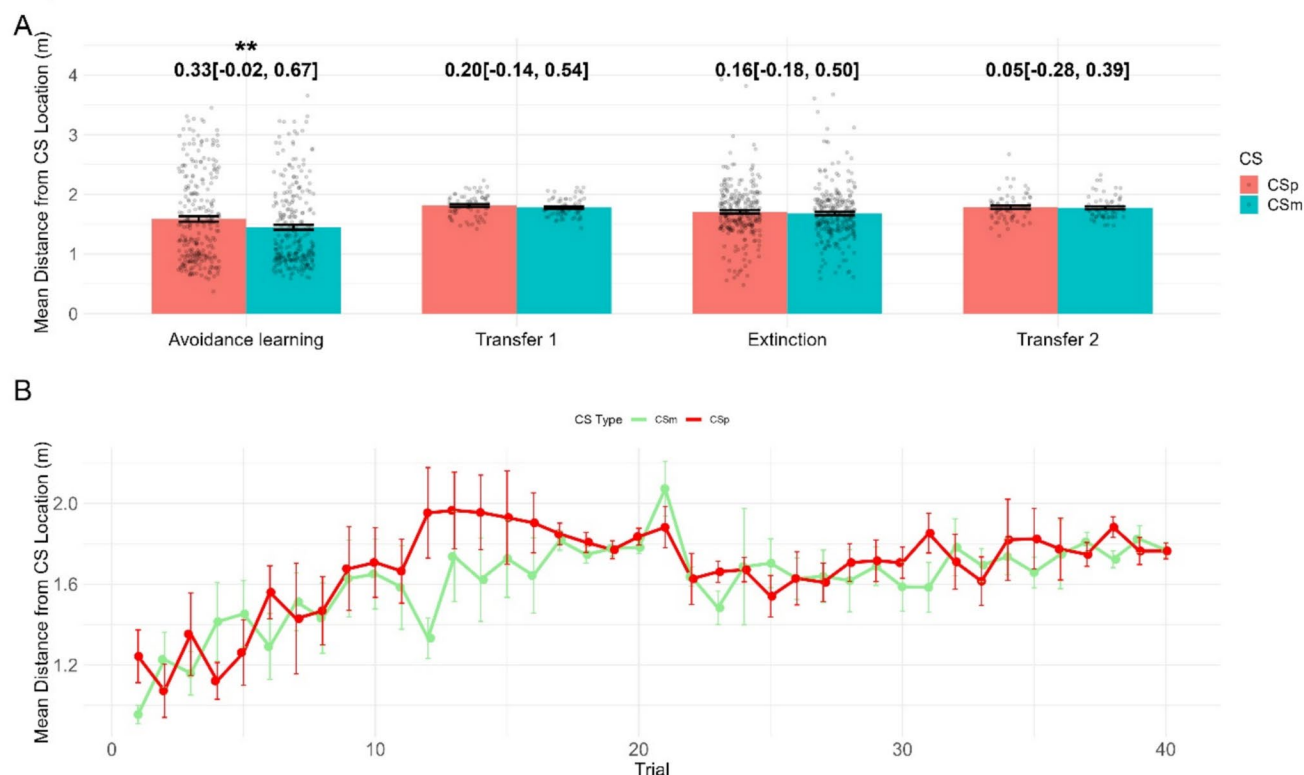 A
Mean Distance from CS Location (m)
**
0.33[-0.02, 0.67] 0.20[-0.14, 0.54] 0.16[-0.18, 0.50] 0.05[-0.28, 0.39]
4
3
2
1
0
Avoidance learning Transfer 1 Extinction Transfer 2
CS
CSp
CSm
B
CS Type CSm CSp
Mean Distance from CS Location (m)
2.0
1.6
1.2
0 10 20 30 40
Trial